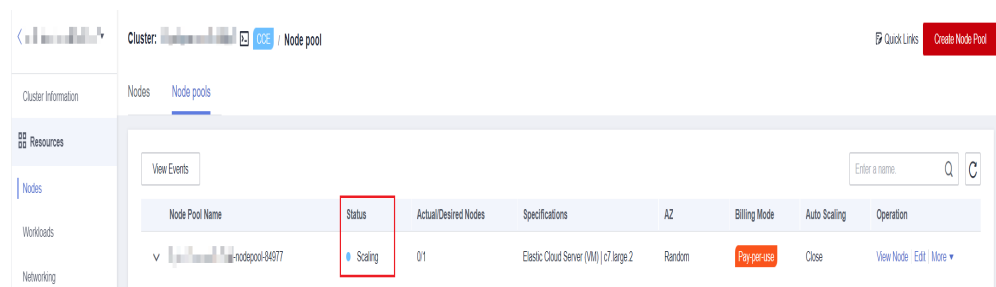 Cluster: CCE / Node pool
Quick Links
Create Node Pool
Cluster Information
Nodes Node pools
Resources
View Events
Enter a name.
Nodes
Node Pool Name Status Actual/Desired Nodes Specifications AZ Billing Mode Auto Scaling Operation
Workloads
-nodepool-84977 Scaling 0/1 Elastic Cloud Server (VM) | c7.large.2 Random Pay-per-use Close View Node | Edit | More
Networking